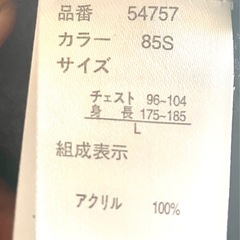 品番 54757
カラー 85S
サイズ
チェスト 96~104
身長 175~185
L
組成表示
アクリル 100%